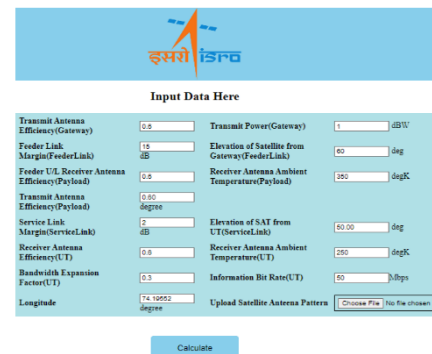 इसरो isro
Input Data Here
Transmit Antenna Efficiency(Gateway) 0.6 Transmit Power(Gateway) 1 dBW
Feeder Link Margin(FeederLink) 15 dB Elevation of Satellite from Gateway(FeederLink) 60 deg
Feeder U/L Receiver Antenna Efficiency(Payload) 0.6 Receiver Antenna Ambient Temperature(Payload) 350 degK
Transmit Antenna Efficiency(Payload) 0.60 degree
Service Link Margin(ServiceLink) 2 dB Elevation of SAT from UT(ServiceLink) 50.00 deg
Receiver Antenna Efficiency(UT) 0.6 Receiver Antenna Ambient Temperature(UT) 250 degK
Bandwidth Expansion Factor(UT) 6.3 Information Bit Rate(UT) 50 Mbps
Longitude 74.19552 degree Upload Satellite Anteena Pattern Choose File No file chosen
Calculate